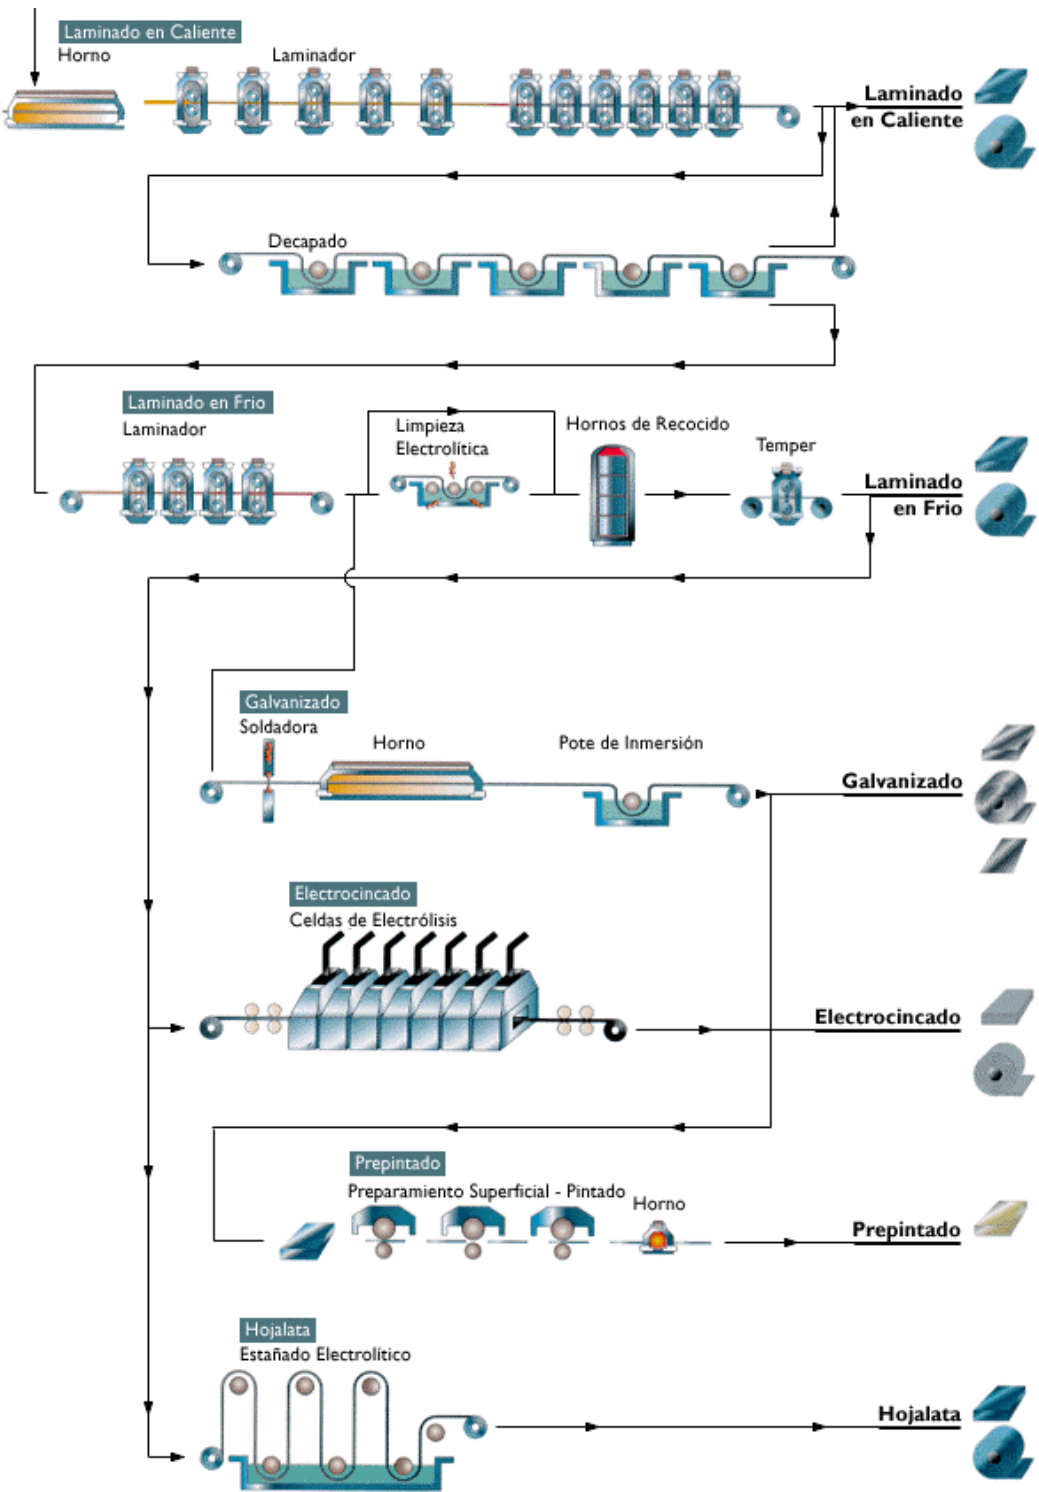 Laminado en Caliente
Horno
Laminador
Laminado
en Caliente
Decapado
Laminado en Frio
Laminador
Limpieza
Electrolítica
Hornos de Recocido
Temper
Laminado
en Frio
Galvanizado
Soldadora
Horno
Pote de Inmersión
Galvanizado
Electrocincado
Celdas de Electrólisis
Electrocincado
Prepintado
Preparamiento Superficial - Pintado
Horno
Prepintado
Hojalata
Estañado Electrolítico
Hojalata